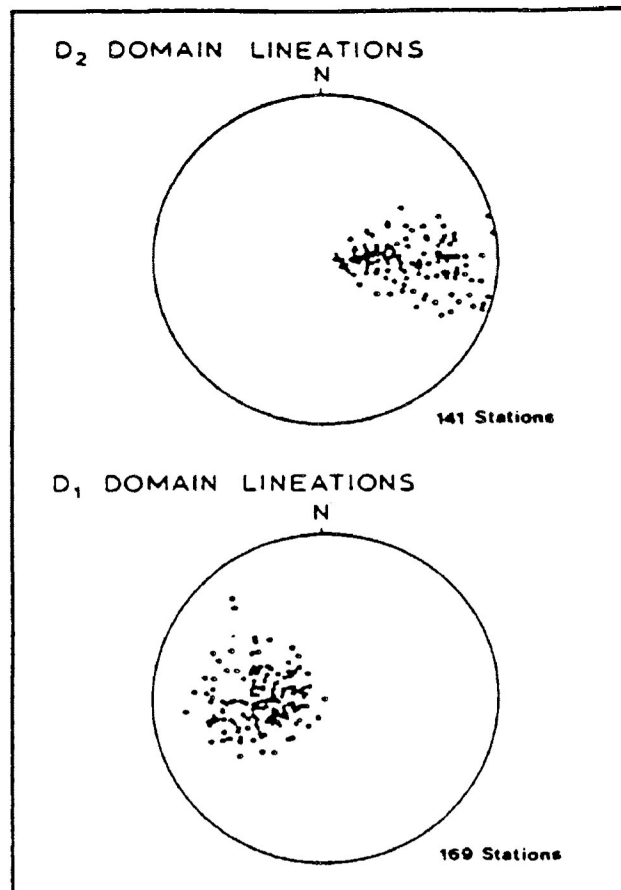 D₂ DOMAIN LINEATIONS
N
141 Stations
D₁ DOMAIN LINEATIONS
N
169 Stations